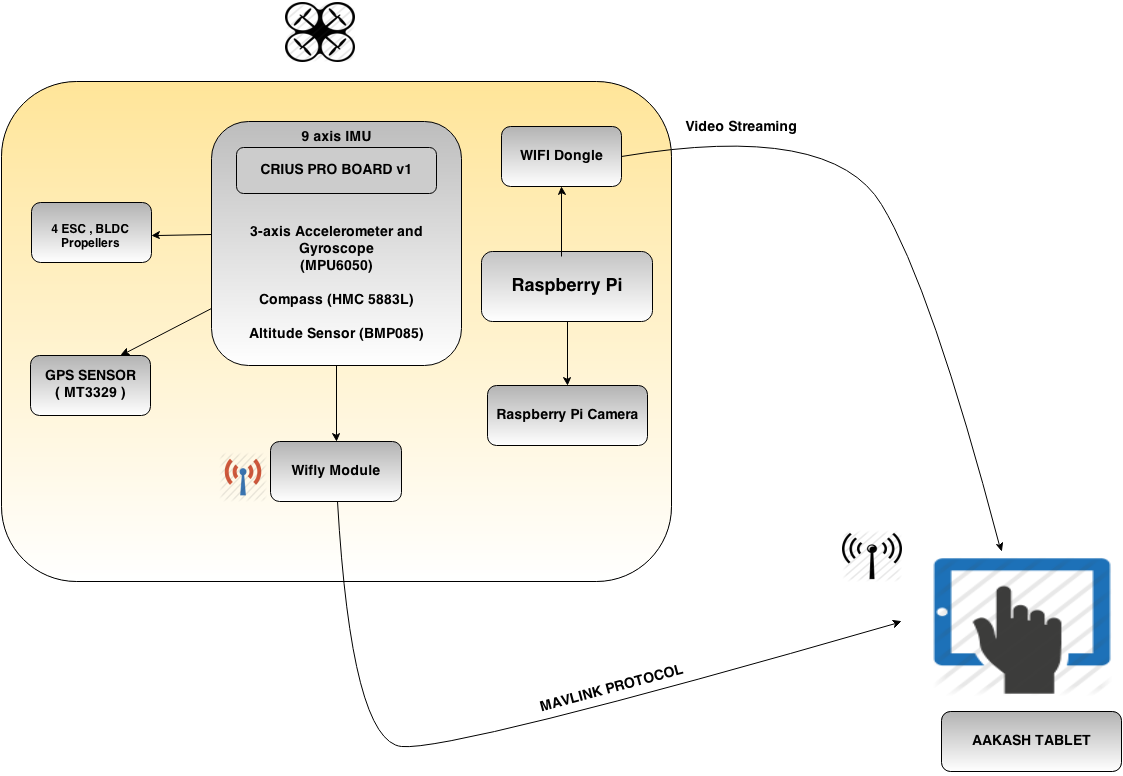 9 axis IMU
CRIUS PRO BOARD v1
3-axis Accelerometer and
Gyroscope
(MPU6050)
Compass (HMC 5883L)
Altitude Sensor (BMP085)
4 ESC , BLDC
Propellers
GPS SENSOR
( MT3329 )
Wifly Module
WIFI Dongle
Raspberry Pi
Raspberry Pi Camera
Video Streaming
MAVLINK PROTOCOL
AAKASH TABLET